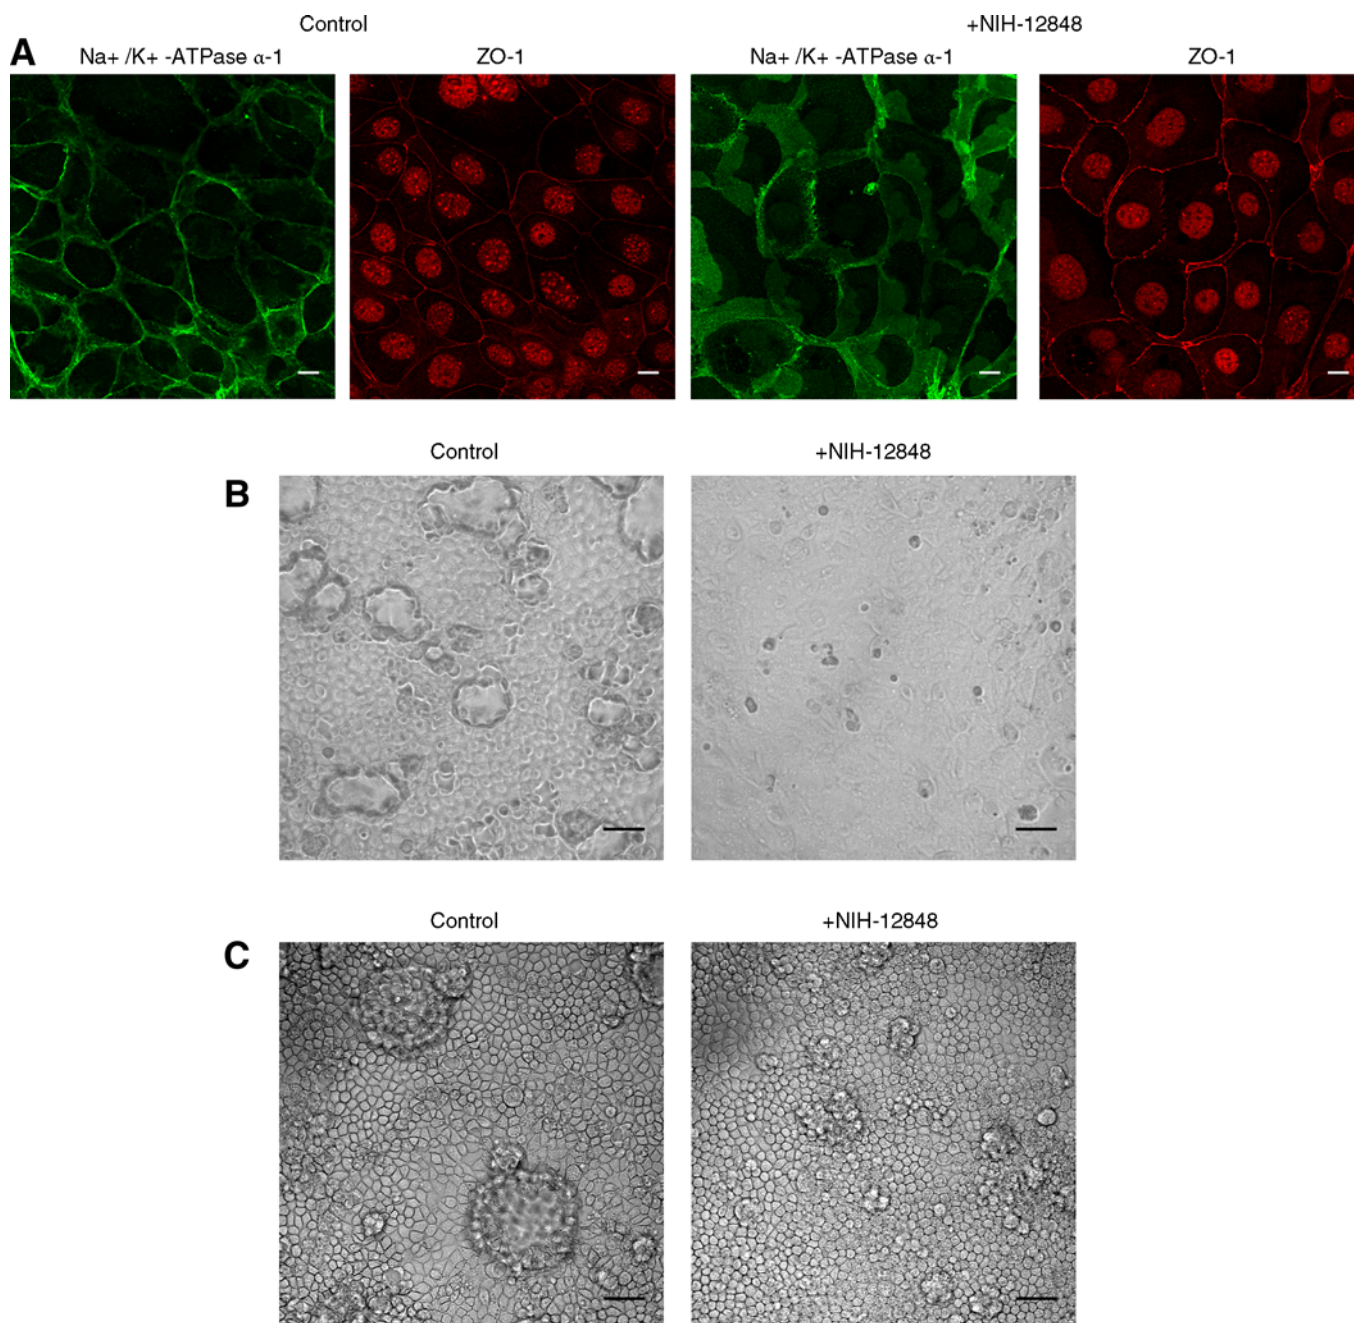 Control +NIH-12848
A Na+ /K+ -ATPase α-1 ZO-1 Na+ /K+ -ATPase α-1 ZO-1
Control +NIH-12848
B
Control +NIH-12848
C